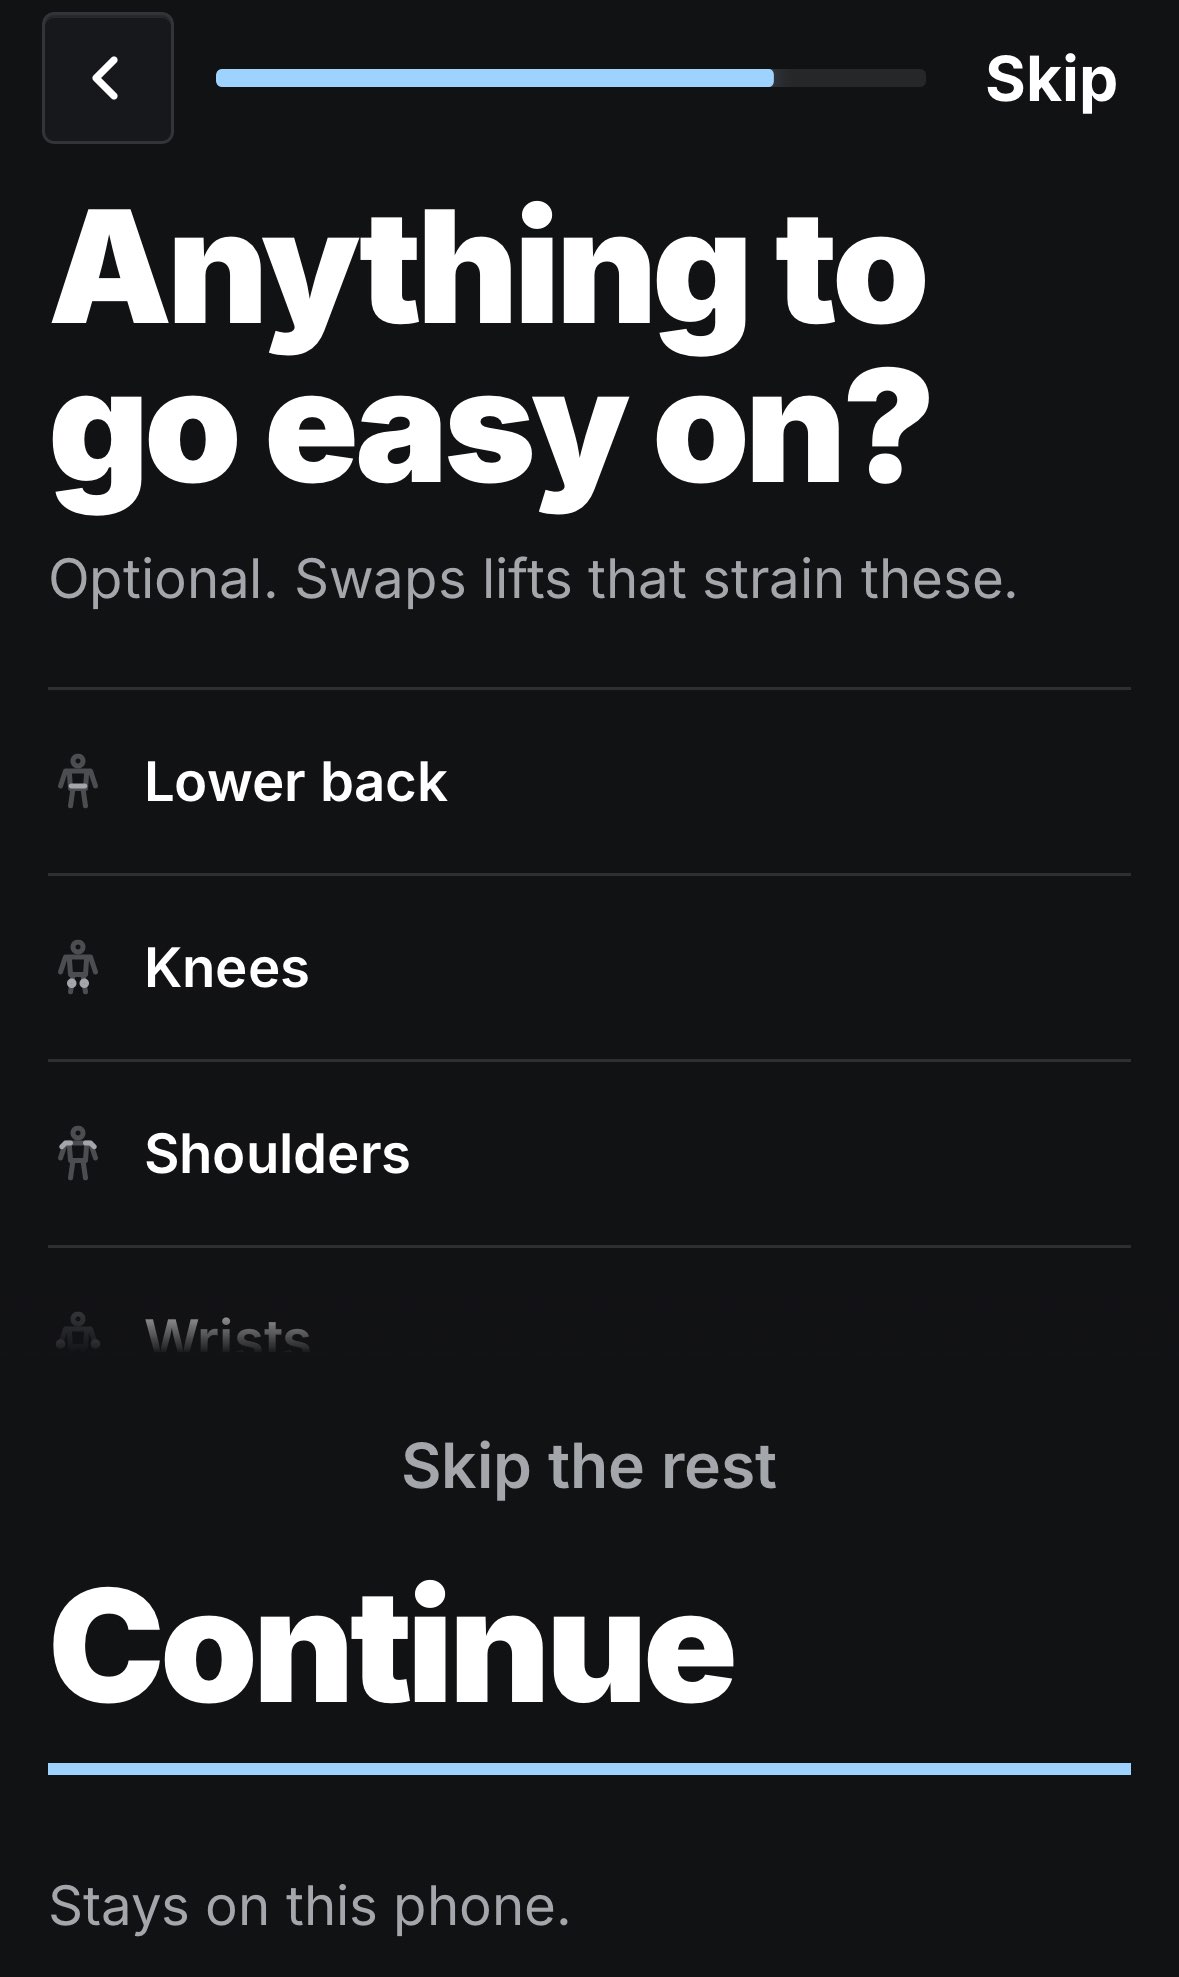 Skip
Anything to
go easy on?
Optional. Swaps lifts that strain these.
Lower back
Knees
Shoulders
Wrists
Skip the rest
Continue
Stays on this phone.